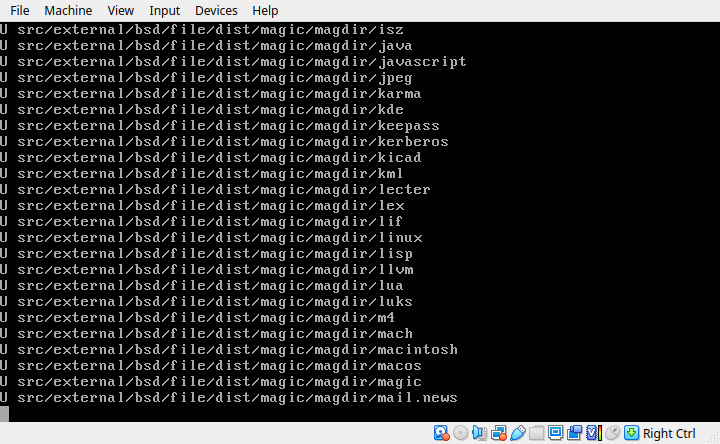 File Machine View Input Devices Help
U src/external/bsd/file/dist/magic/magdir/isz
U src/external/bsd/file/dist/magic/magdir/java
U src/external/bsd/file/dist/magic/magdir/javascript
U src/external/bsd/file/dist/magic/magdir/jpeg
U src/external/bsd/file/dist/magic/magdir/karma
U src/external/bsd/file/dist/magic/magdir/kde
U src/external/bsd/file/dist/magic/magdir/keepass
U src/external/bsd/file/dist/magic/magdir/kerberos
U src/external/bsd/file/dist/magic/magdir/kicad
U src/external/bsd/file/dist/magic/magdir/kml
U src/external/bsd/file/dist/magic/magdir/lecter
U src/external/bsd/file/dist/magic/magdir/lex
U src/external/bsd/file/dist/magic/magdir/lif
U src/external/bsd/file/dist/magic/magdir/linux
U src/external/bsd/file/dist/magic/magdir/lisp
U src/external/bsd/file/dist/magic/magdir/llvm
U src/external/bsd/file/dist/magic/magdir/lua
U src/external/bsd/file/dist/magic/magdir/luks
U src/external/bsd/file/dist/magic/magdir/m4
U src/external/bsd/file/dist/magic/magdir/mach
U src/external/bsd/file/dist/magic/magdir/macintosh
U src/external/bsd/file/dist/magic/magdir/macos
U src/external/bsd/file/dist/magic/magdir/magic
U src/external/bsd/file/dist/magic/magdir/mail.news
Right Ctrl